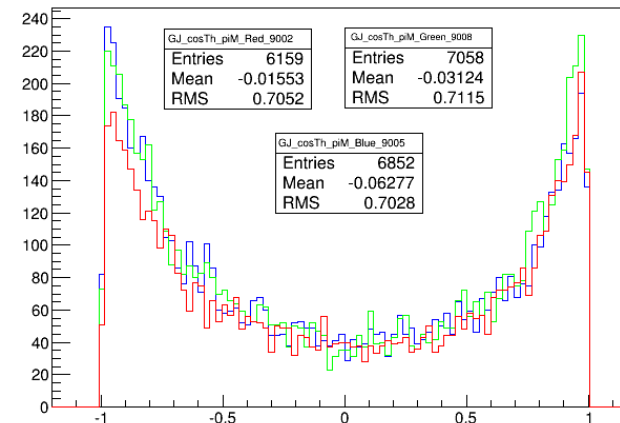 240
220
200
180
160
140
120
100
80
60
40
20
0
GJ_cosTh_piM_Red_9002
Entries 6159
Mean -0.01553
RMS 0.7052
GJ_cosTh_piM_Green_9008
Entries 7058
Mean -0.03124
RMS 0.7115
GJ_cosTh_piM_Blue_9005
Entries 6852
Mean -0.06277
RMS 0.7028
-1 -0.5 0 0.5 1